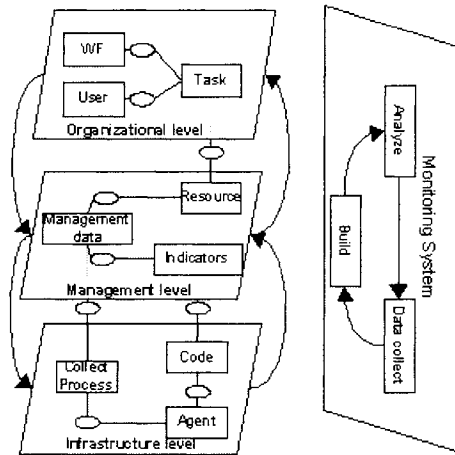 WF
User
Task
Organizational level
Resource
Management
data
Indicators
Management level
Code
Collect
Process
Agent
Infrastructure level
Analyze
Build
Data collect
Monitoring System